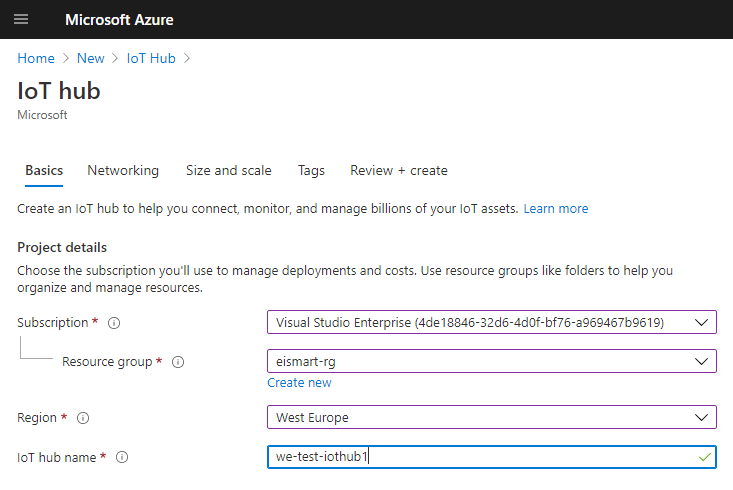 Microsoft Azure
Home > New > IoT Hub >
IoT hub
Microsoft
Basics Networking Size and scale Tags Review + create
Create an IoT hub to help you connect, monitor, and manage billions of your IoT assets. Learn more
Project details
Choose the subscription you'll use to manage deployments and costs. Use resource groups like folders to help you
organize and manage resources.
Subscription * Visual Studio Enterprise (4de18846-32d6-4d0f-bf76-a969467b9619)
Resource group * eismart-rg
Create new
Region * West Europe
IoT hub name * we-test-iothub1